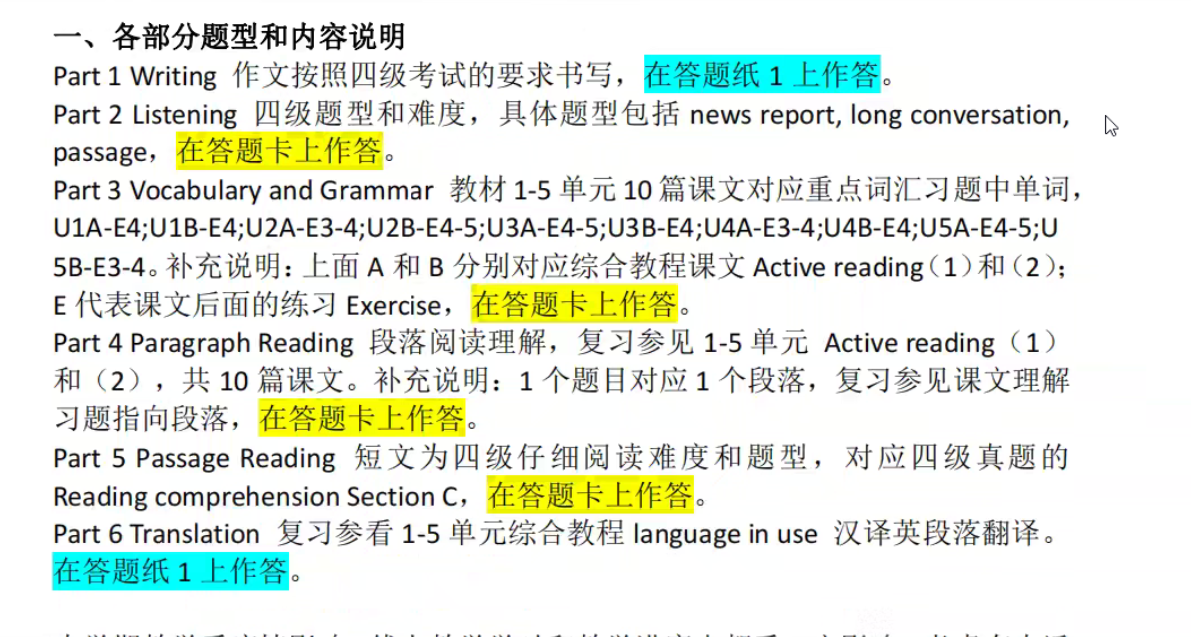 一、各部分题型和内容说明
Part 1 Writing 作文按照四级考试的要求书写，在答题纸 1 上作答。
Part 2 Listening 四级题型和难度，具体题型包括 news report, long conversation,
passage，在答题卡上作答。
Part 3 Vocabulary and Grammar 教材 1-5 单元 10 篇课文对应重点词汇习题中单词，
U1A-E4;U1B-E4;U2A-E3-4;U2B-E4-5;U3A-E4-5;U3B-E4;U4A-E3-4;U4B-E4;U5A-E4-5;U
5B-E3-4。补充说明：上面 A 和 B 分别对应综合教程课文 Active reading（1）和（2）；
E 代表课文后面的练习 Exercise，在答题卡上作答。
Part 4 Paragraph Reading 段落阅读理解，复习参见 1-5 单元 Active reading（1）
和（2），共 10 篇课文。补充说明：1 个题目对应 1 个段落，复习参见课文理解
习题指向段落，在答题卡上作答。
Part 5 Passage Reading 短文为四级仔细阅读难度和题型，对应四级真题的
Reading comprehension Section C，在答题卡上作答。
Part 6 Translation 复习参看 1-5 单元综合教程 language in use 汉译英段落翻译。
在答题纸 1 上作答。